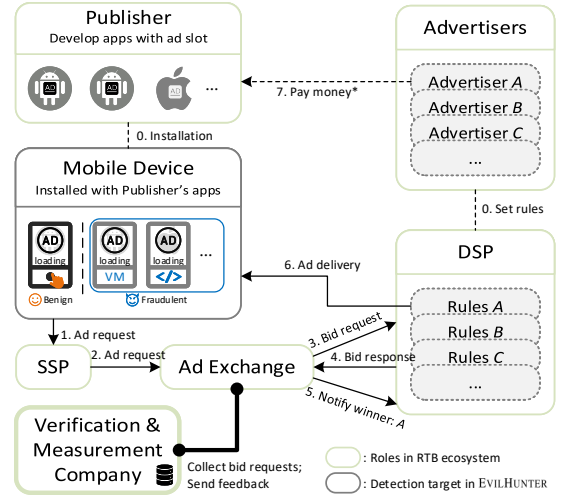 Publisher
Develop apps with ad slot
AD
AD
AD
...
Advertisers
Advertiser A
Advertiser B
Advertiser C
...
7. Pay money*
0. Installation
Mobile Device
Installed with Publisher's apps
AD
loading
AD
loading
VM
AD
loading
</>
...
Benign
Fraudulent
0. Set rules
DSP
Rules A
Rules B
Rules C
...
6. Ad delivery
1. Ad request
SSP
2. Ad request
Ad Exchange
3. Bid request
4. Bid response
5. Notify winner: A
Verification &
Measurement
Company
Collect bid requests;
Send feedback
: Roles in RTB ecosystem
: Detection target in EVILHUNTER